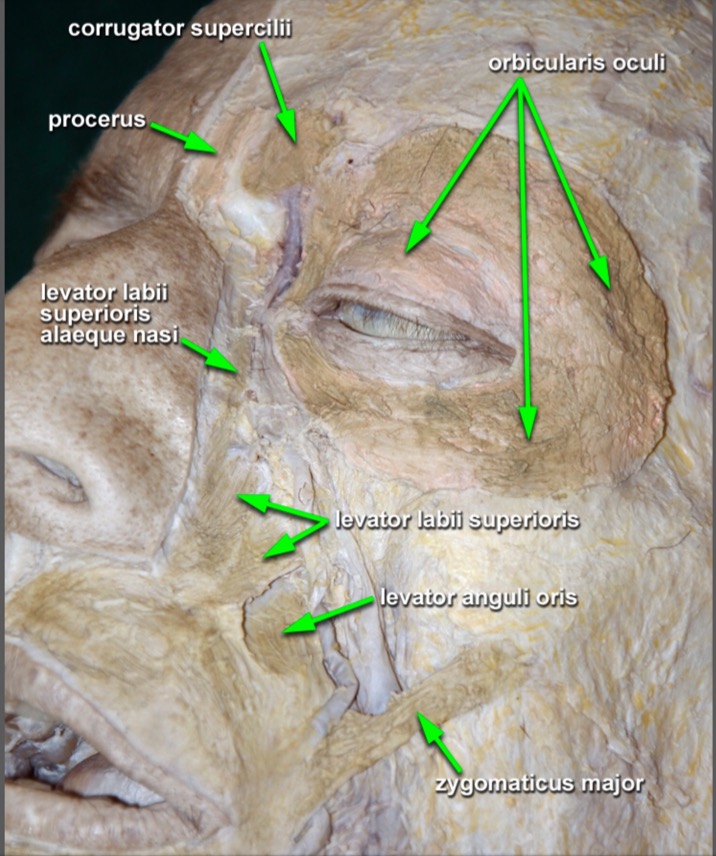 corrugator supercilii
orbicularis oculi
procerus
levator labii
superioris
alaeque nasi
levator labii superioris
levator anguli oris
zygomaticus major